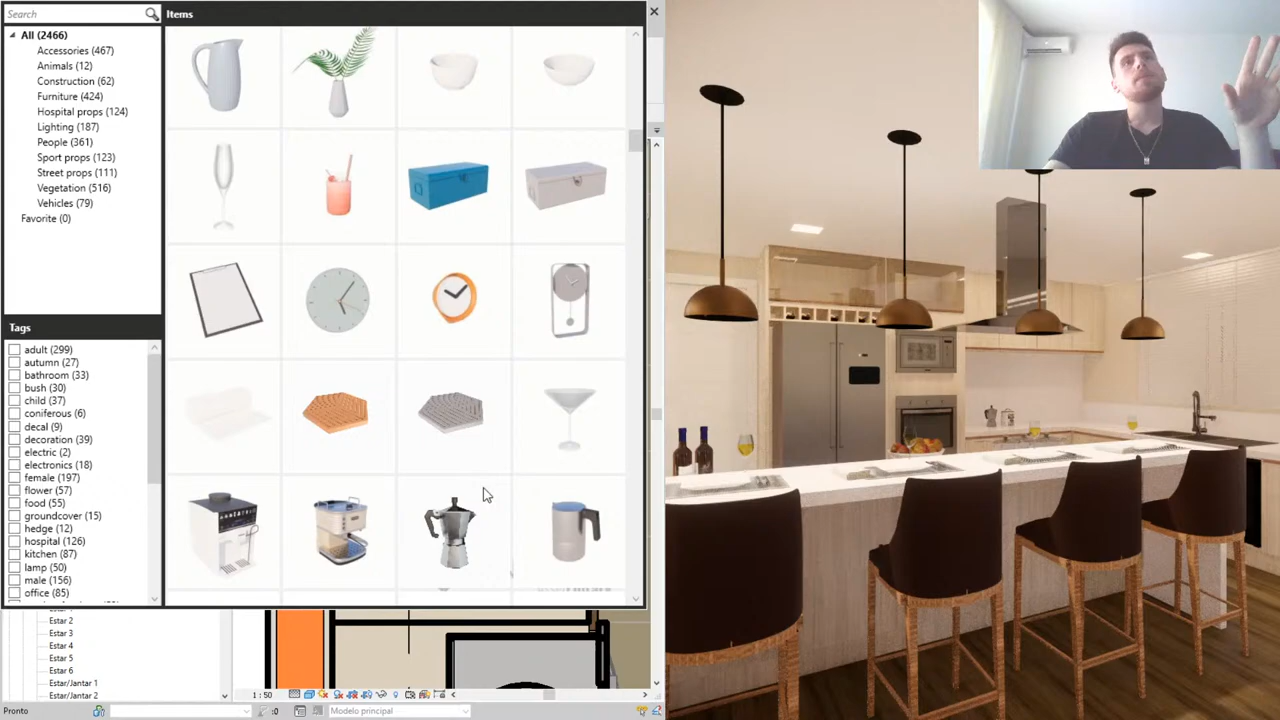 Search
Items
All (2466)
Accessories (467)
Animals (12)
Construction (62)
Furniture (424)
Hospital props (124)
Lighting (187)
People (361)
Sport props (123)
Street props (111)
Vegetation (516)
Vehicles (79)
Favorite (0)
Tags
adult (299)
autumn (27)
bathroom (33)
bush (30)
child (37)
coniferous (6)
decal (9)
decoration (39)
electric (2)
electronics (18)
female (197)
flower (57)
food (55)
groundcover (15)
hedge (12)
hospital (126)
kitchen (87)
lamp (50)
male (156)
office (85)
Estar 2
Estar 3
Estar 4
Estar 5
Estar 6
Estar/Jantar 1
Estar/Jantar 2
1 : 50
Pronto
:0
Modelo principal